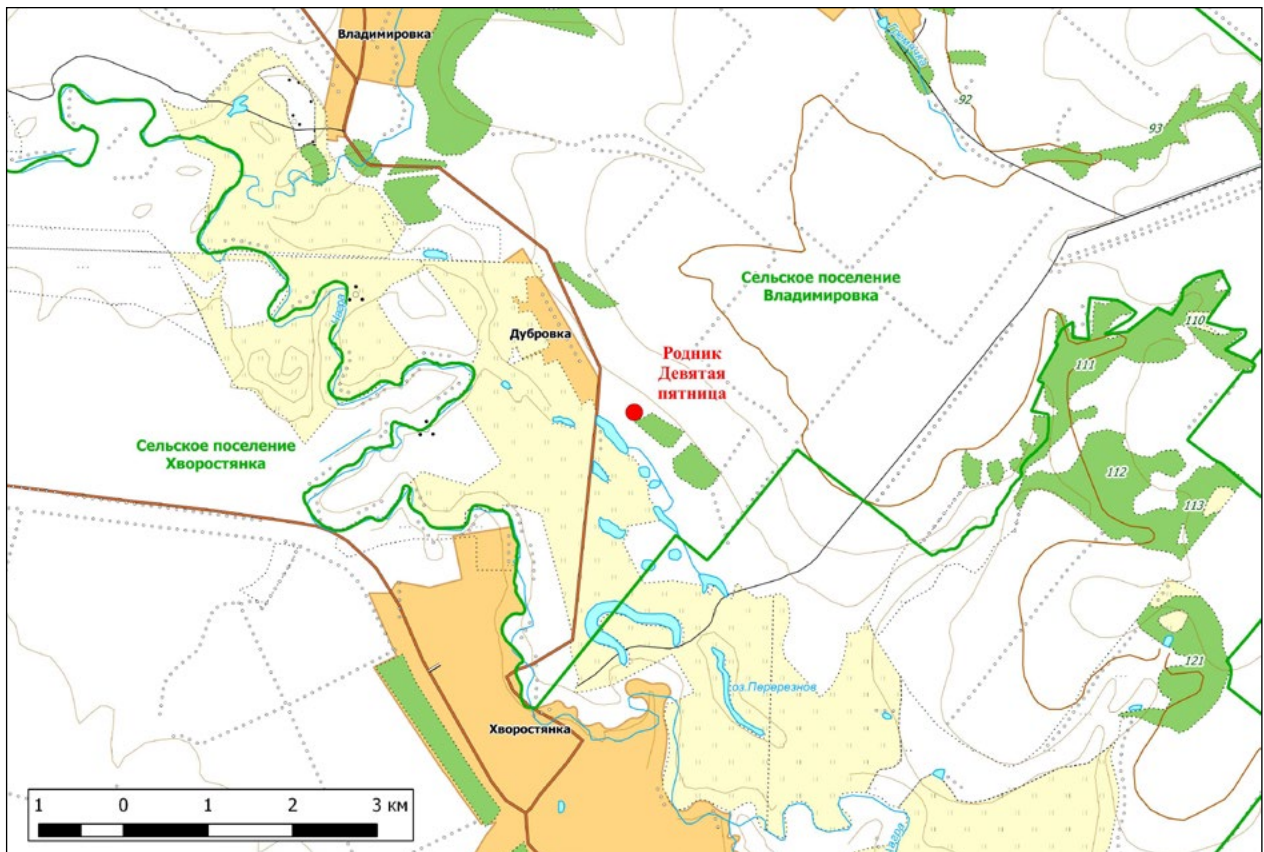 Владимировка
92
93
Сельское поселение
Владимировка
Чагра
110
Дубровка
Родник
Девятая
пятница
111
Сельское поселение
Хворостянка
112
113
121
оз.Перерезнов
Хворостянка
1 0 1 2 3 км